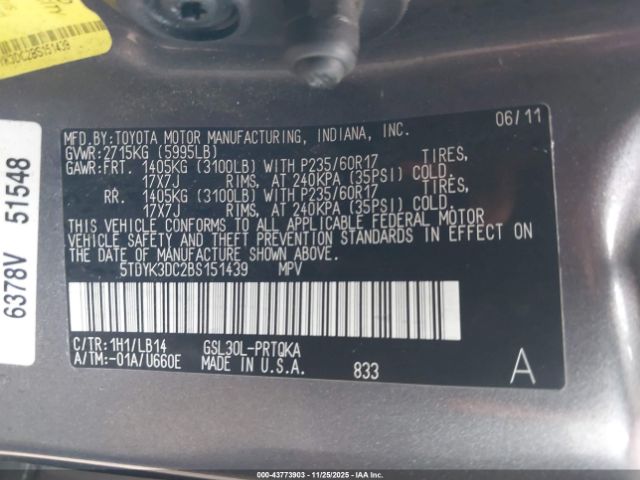 K3DC2BS151439
6378V 51548
MFD.BY:TOYOTA MOTOR MANUFACTURING, INDIANA, INC. 06/11
GVWR:2715KG (5995LB)
GAWR:FRT. 1405KG (3100LB) WITH P235/60R17 TIRES,
17X7J RIMS, AT 240KPA (35PSI) COLD.
RR. 1405KG (3100LB) WITH P235/60R17 TIRES,
17X7J RIMS, AT 240KPA (35PSI) COLD.
THIS VEHICLE CONFORMS TO ALL APPLICABLE FEDERAL MOTOR
VEHICLE SAFETY AND THEFT PREVENTION STANDARDS IN EFFECT ON
THE DATE OF MANUFACTURE SHOWN ABOVE.
5TDYK3DC2BS151439 MPV
C/TR:1H1/LB14 GSL30L-PRTQKA
A/TM:-01A/U660E MADE IN U.S.A. 833 A
000-43773903 - 11/25/2025 - IAAI.COM